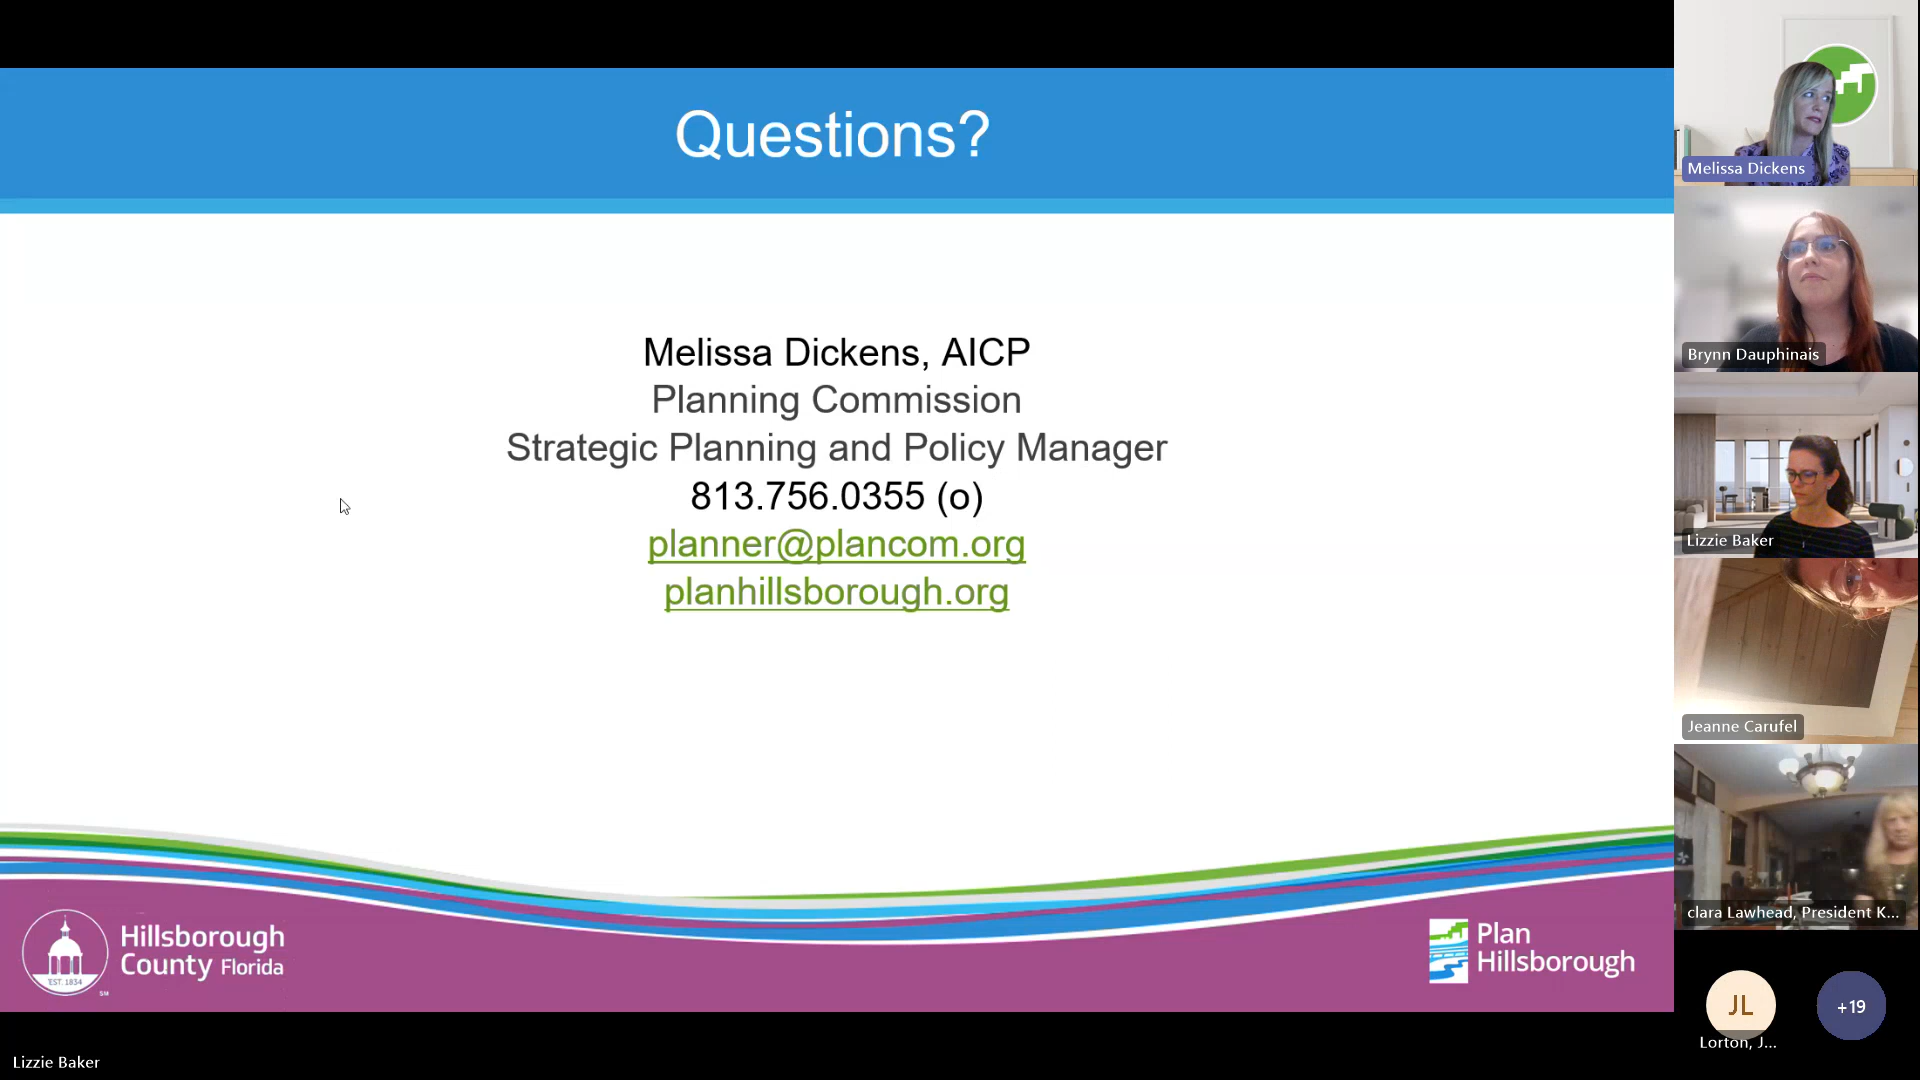 Questions?
Melissa Dickens, AICP
Planning Commission
Strategic Planning and Policy Manager
813.756.0355 (o)
planner@plancom.org
planhillsborough.org
EST. 1834
SM
Hillsborough
County Florida
Plan
Hillsborough
Melissa Dickens
Brynn Dauphinais
Lizzie Baker
Jeanne Carufel
clara Lawhead, President K...
JL
+19
Lorton, J...
Lizzie Baker